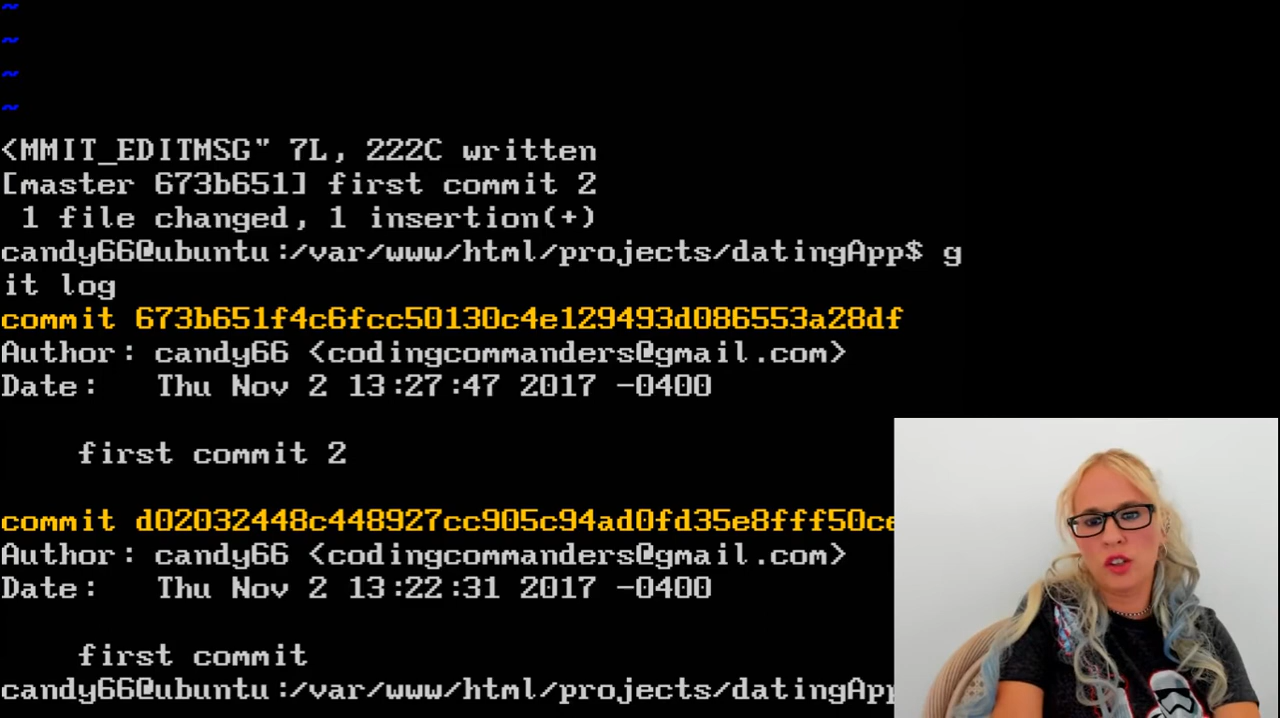 ~
~
~
~
<MMIT_EDITMSG" 7L, 222C written
[master 673b651] first commit 2
 1 file changed, 1 insertion(+)
candy66@ubuntu:/var/www/html/projects/datingApp$ g
it log
commit 673b651f4c6fcc50130c4e129493d086553a28df
Author: candy66 <codingcommanders@gmail.com>
Date:   Thu Nov 2 13:27:47 2017 -0400
    first commit 2
commit d02032448c448927cc905c94ad0fd35e8fff50ce
Author: candy66 <codingcommanders@gmail.com>
Date:   Thu Nov 2 13:22:31 2017 -0400
    first commit
candy66@ubuntu:/var/www/html/projects/datingApp